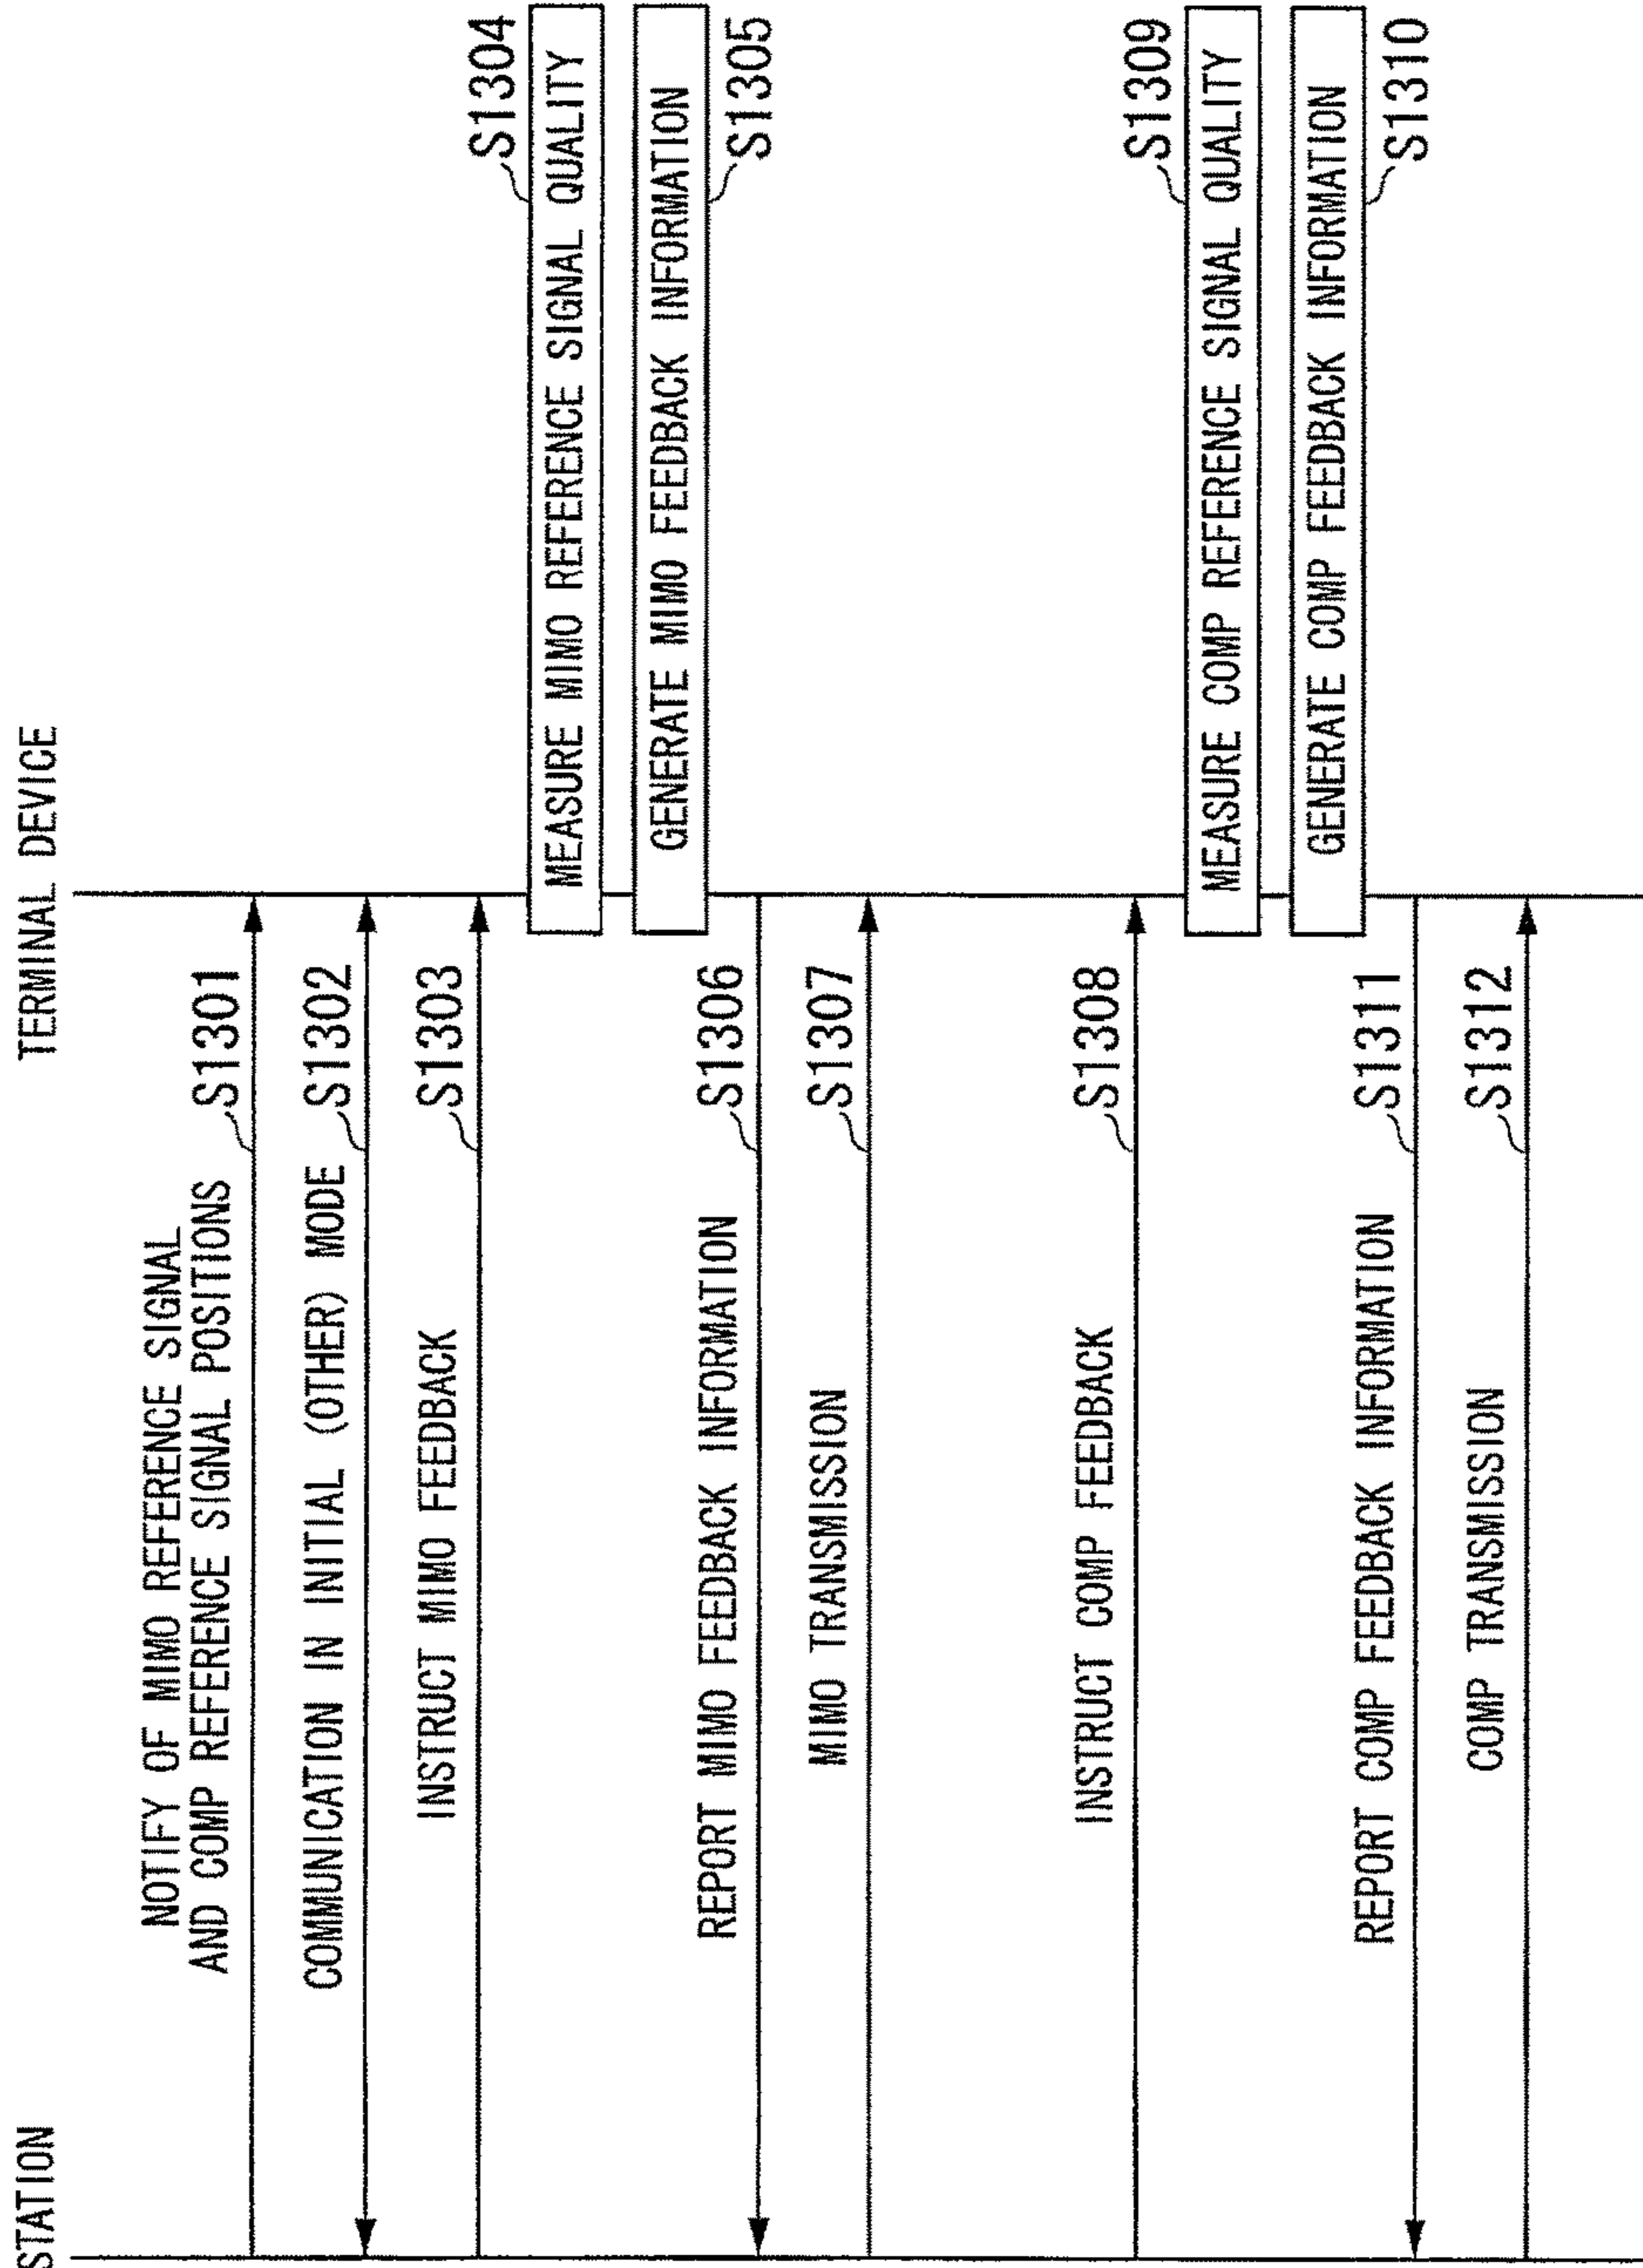 STATION
TERMINAL DEVICE
NOTIFY OF MIMO REFERENCE SIGNAL
AND COMP REFERENCE SIGNAL POSITIONS
S1301
COMMUNICATION IN INITIAL (OTHER) MODE
S1302
INSTRUCT MIMO FEEDBACK
S1303
S1304
MEASURE MIMO REFERENCE SIGNAL QUALITY
GENERATE MIMO FEEDBACK INFORMATION
S1305
REPORT MIMO FEEDBACK INFORMATION
S1306
MIMO TRANSMISSION
S1307
INSTRUCT COMP FEEDBACK
S1308
S1309
MEASURE COMP REFERENCE SIGNAL QUALITY
GENERATE COMP FEEDBACK INFORMATION
S1310
REPORT COMP FEEDBACK INFORMATION
S1311
COMP TRANSMISSION
S1312